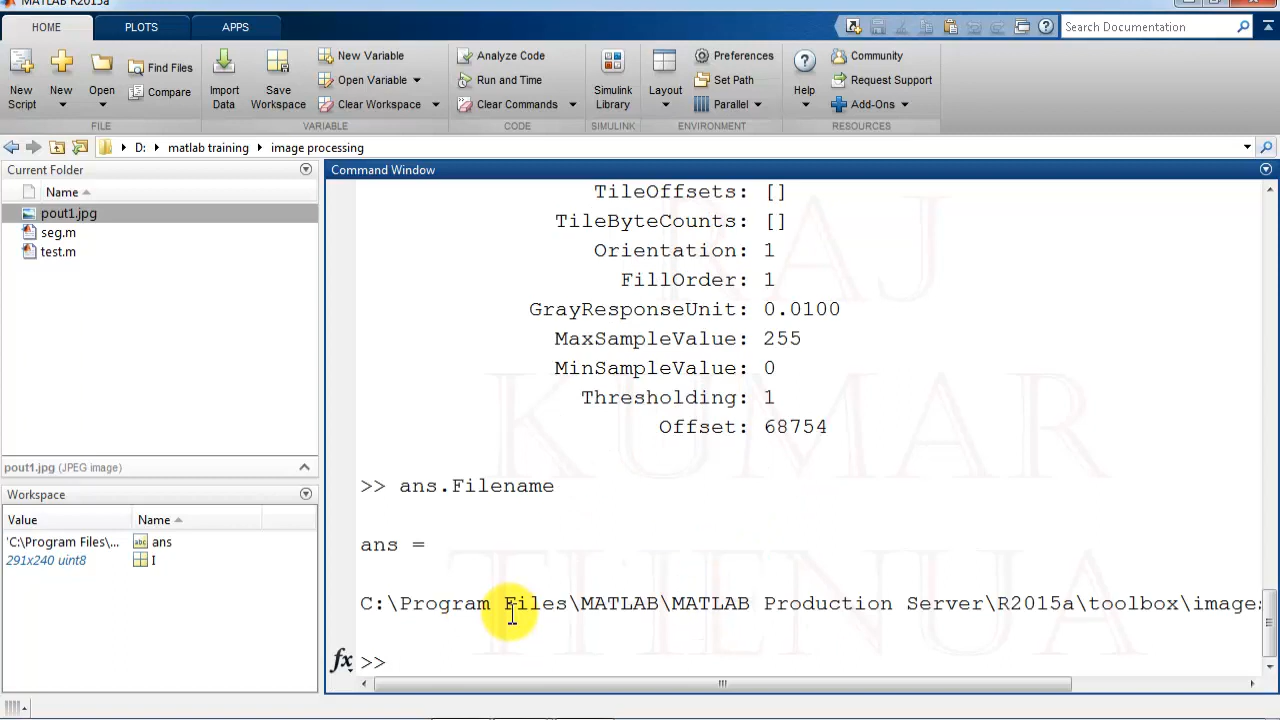 MATLAB R2015a
HOME PLOTS APPS
Search Documentation
New Script
New
Open
Find Files
Compare
Import Data
Save Workspace
New Variable
Open Variable
Clear Workspace
Analyze Code
Run and Time
Clear Commands
Simulink Library
Layout
Preferences
Set Path
Parallel
Help
Community
Request Support
Add-Ons
FILE VARIABLE CODE SIMULINK ENVIRONMENT RESOURCES
D: matlab training image processing
Current Folder
Name
pout1.jpg
seg.m
test.m
pout1.jpg (JPEG image)
Workspace
Value Name
'C:\Program Files\... abc ans
291x240 uint8 I
Command Window
TileOffsets: []
TileByteCounts: []
Orientation: 1
FillOrder: 1
GrayResponseUnit: 0.0100
MaxSampleValue: 255
MinSampleValue: 0
Thresholding: 1
Offset: 68754
>> ans.Filename
ans =
C:\Program Files\MATLAB\MATLAB Production Server\R2015a\toolbox\images
fx >>
RAJ
KUMAR
THENUA